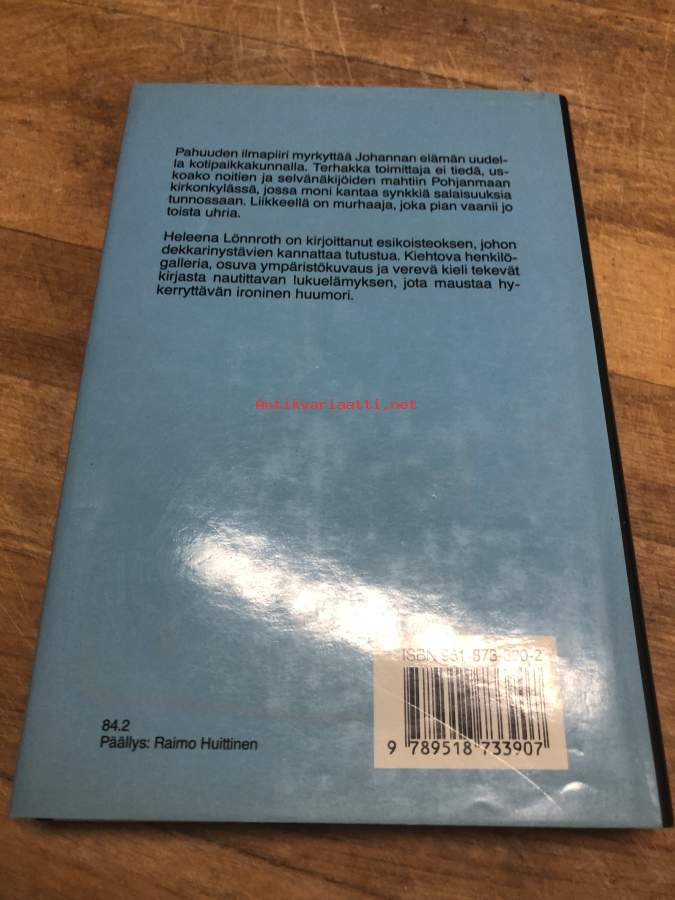 Pahuuden ilmapiiri myrkyttää Johannan elämän uudel-
la kotipaikkakunnalla. Terhakka toimittaja ei tiedä, us-
koako noitien ja selvänäkijöiden mahtiin Pohjanmaan
kirkonkylässä, jossa moni kantaa synkkiä salaisuuksia
tunnossaan. Liikkeellä on murhaaja, joka pian vaanii jo
toista uhria.
Heleena Lönnroth on kirjoittanut esikoisteoksen, johon
dekkarinystävien kannattaa tutustua. Kiehtova henkilö-
galleria, osuva ympäristökuvaus ja verevä kieli tekevät
kirjasta nautittavan lukuelämyksen, jota maustaa hy-
kerryttävän ironinen huumori.
Antikvariaatti.net
ISBN 951-873-390-2
9 789518 733907
84.2
Päällys: Raimo Huittinen